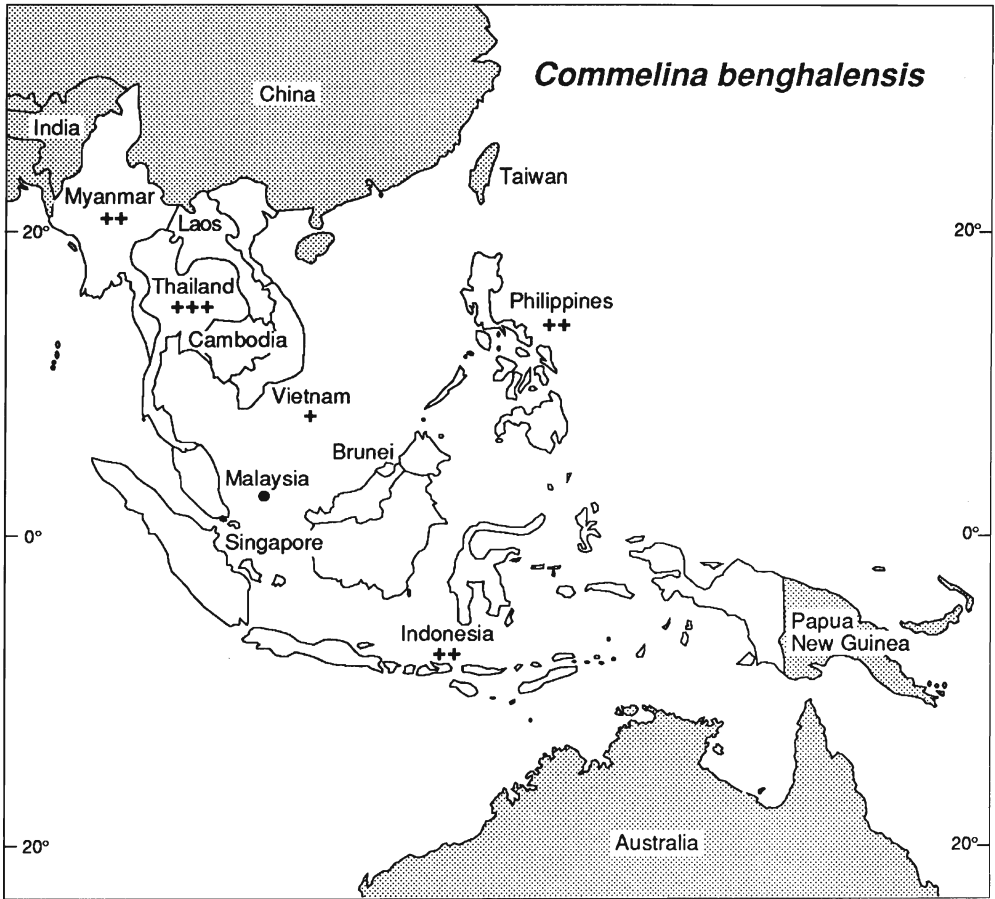 Commelina benghalensis
China
India
Taiwan
Myanmar
++
Laos
20°
20°
Thailand
+++
Philippines
++
Cambodia
Vietnam
+
Brunei
Malaysia
●
0°
0°
Singapore
Indonesia
++
Papua
New Guinea
Australia
20°
20°